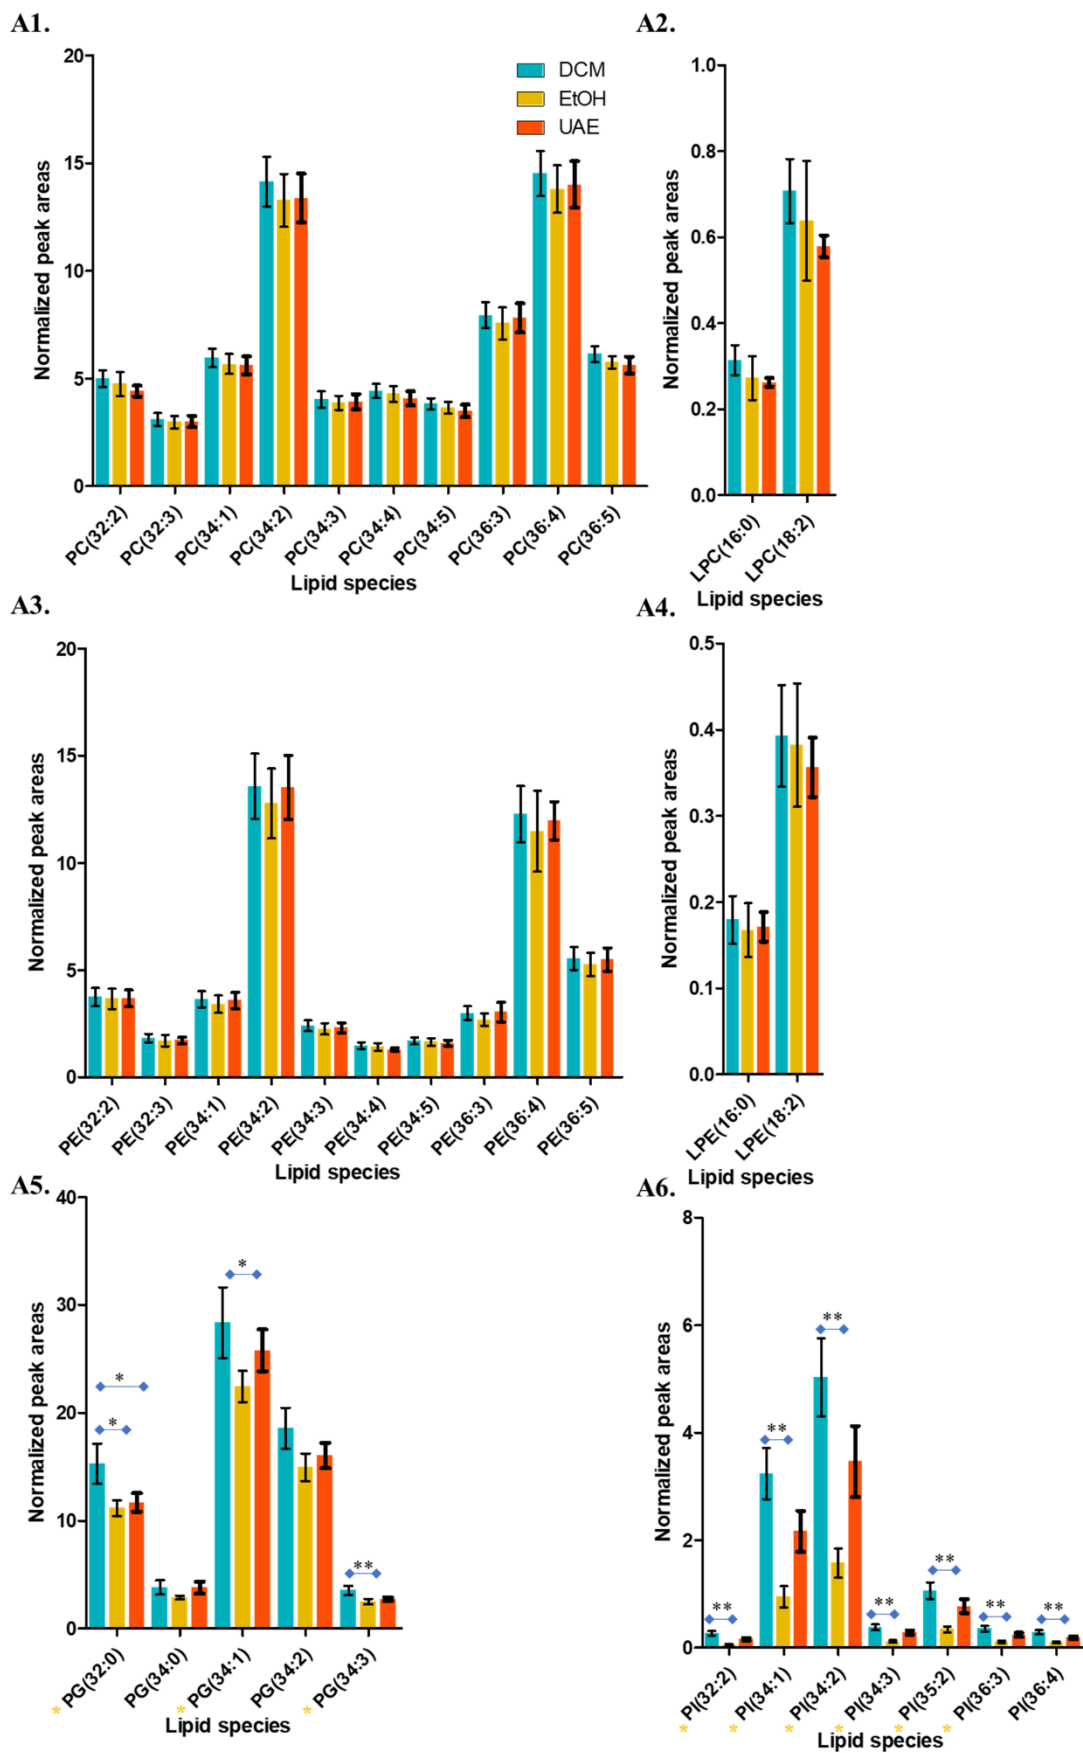 A1.
Normalized peak areas
20
15
10
5
0
DCM
EtOH
UAE
PC(32:2)
PC(32:3)
PC(34:1)
PC(34:2)
PC(34:3)
PC(34:4)
PC(34:5)
PC(36:3)
PC(36:4)
PC(36:5)
Lipid species
A2.
Normalized peak areas
1.0
0.8
0.6
0.4
0.2
0.0
LPC(16:0)
LPC(18:2)
Lipid species
A3.
Normalized peak areas
20
15
10
5
0
PE(32:2)
PE(32:3)
PE(34:1)
PE(34:2)
PE(34:3)
PE(34:4)
PE(34:5)
PE(36:3)
PE(36:4)
PE(36:5)
Lipid species
A4.
Normalized peak areas
0.5
0.4
0.3
0.2
0.1
0.0
LPE(16:0)
LPE(18:2)
Lipid species
A5.
Normalized peak areas
40
30
20
10
0
*
*
*
**
* PG(32:0)
PG(34:0)
* PG(34:1)
PG(34:2)
* PG(34:3)
Lipid species
A6.
Normalized peak areas
8
6
4
2
0
**
**
**
**
**
**
**
* PI(32:2)
* PI(34:1)
* PI(34:2)
* PI(34:3)
* PI(35:2)
* PI(36:3)
PI(36:4)
Lipid species